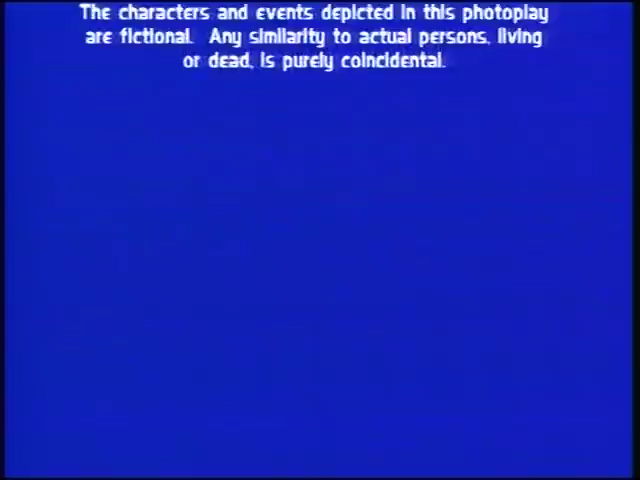 The characters and events depicted in this photoplay
are fictional. Any similarity to actual persons, living
or dead, is purely coincidental.